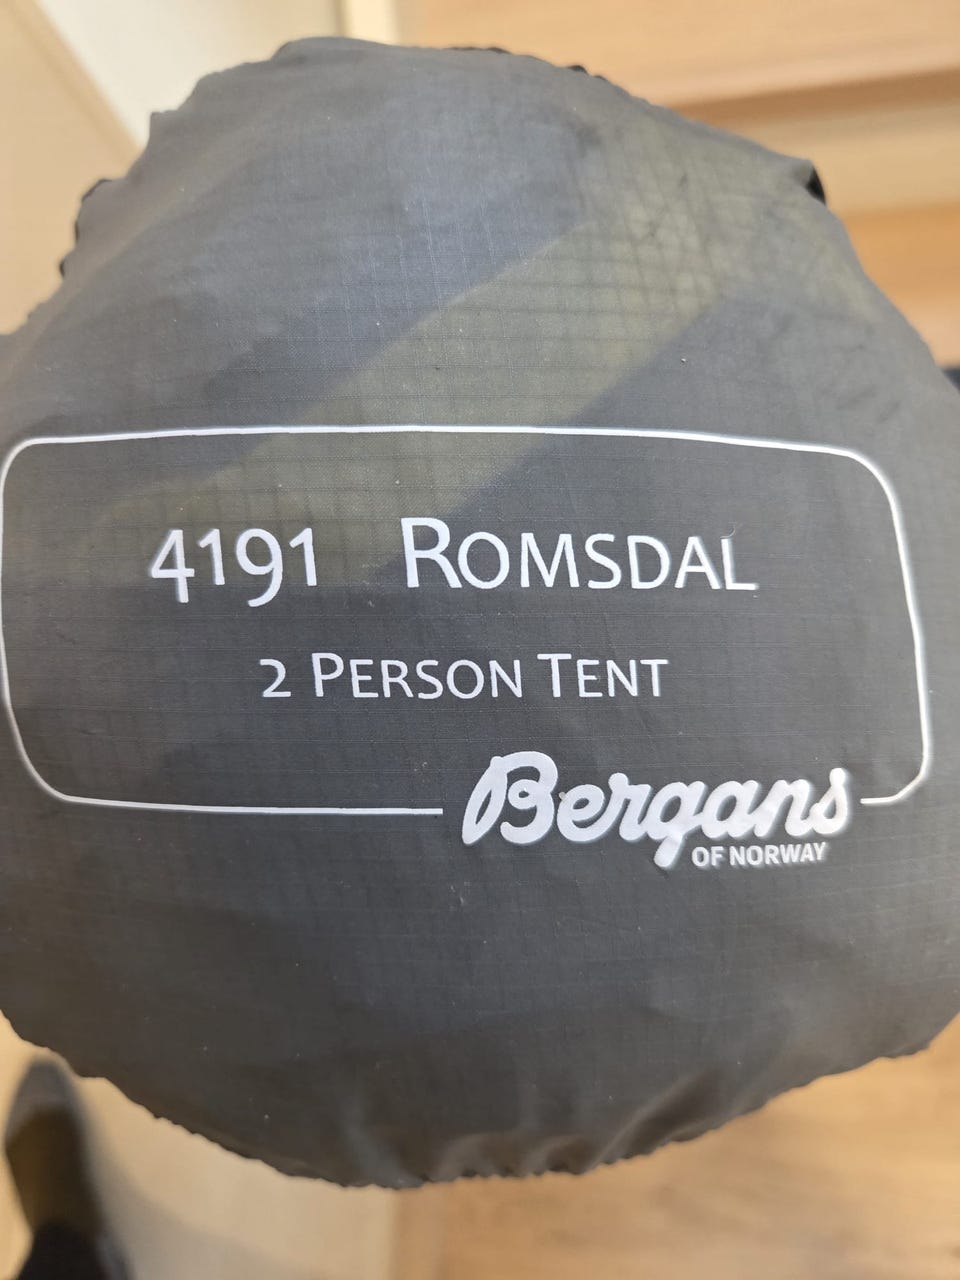 4191 ROMSDAL
2 PERSON TENT
Bergans
OF NORWAY